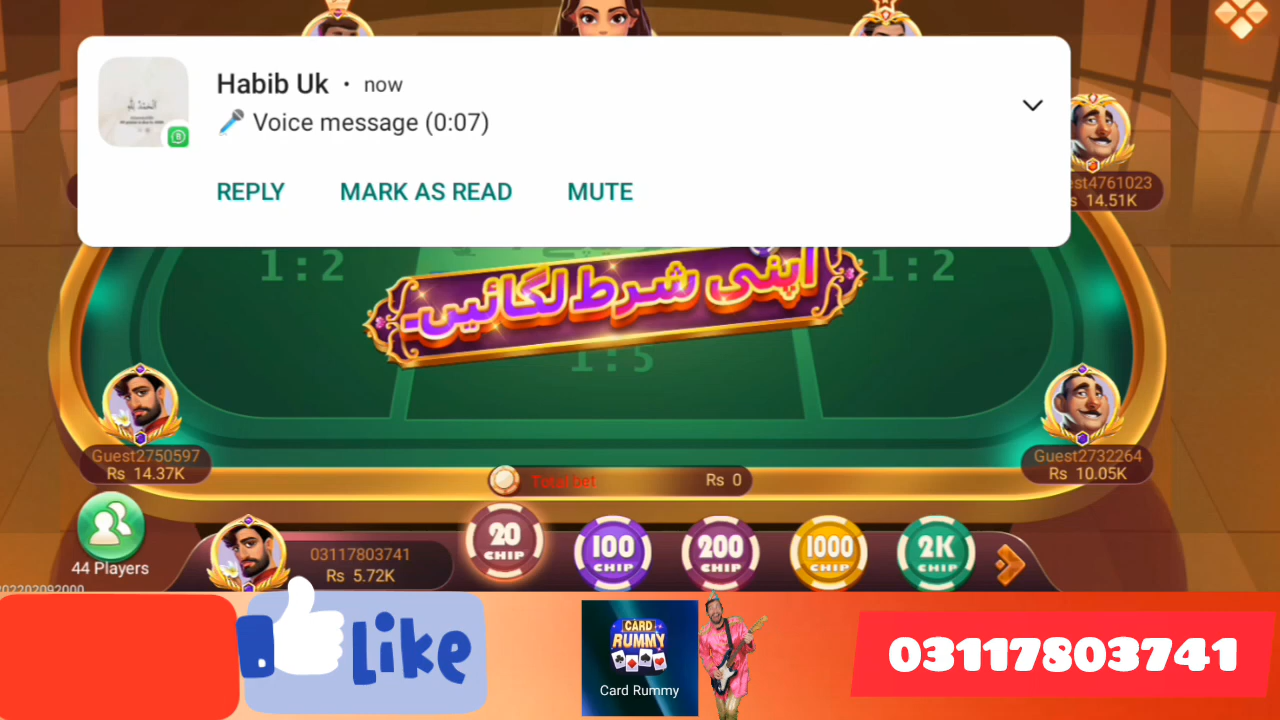 Habib Uk · now
🎤 Voice message (0:07)
REPLY MARK AS READ MUTE
Rs 14.51K
1:2
1:2
اپنی شرط لگائیں۔
1:5
Guest2750597
Rs 14.37K
Guest2732264
Rs 10.05K
Total bet Rs 0
44 Players
03117803741
Rs 5.72K
20 CHIP
100 CHIP
200 CHIP
1000 CHIP
2K CHIP
LIKE
CARD RUMMY
Card Rummy
03117803741